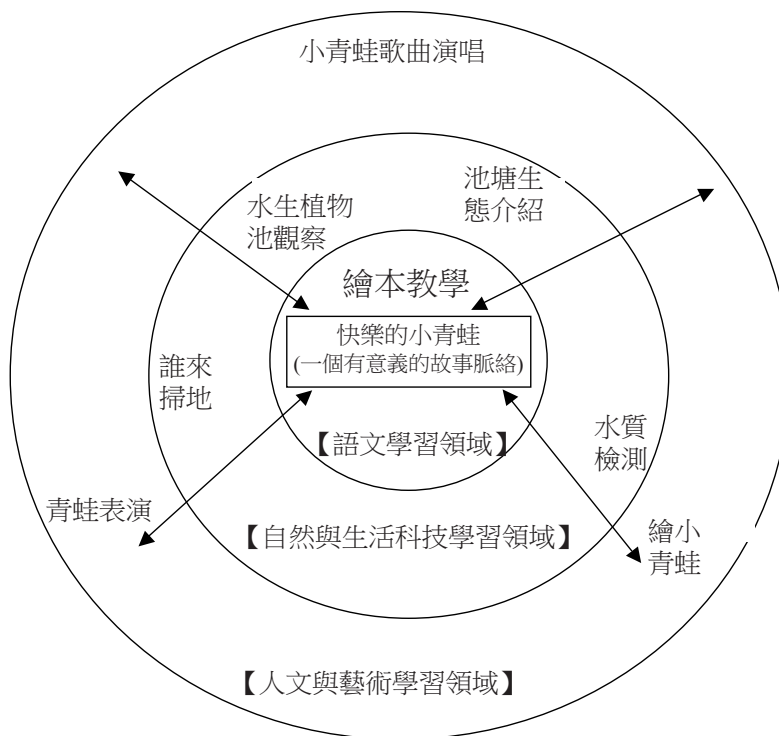 小青蛙歌曲演唱
池塘生
態介紹
水生植物
池觀察
繪本教學
快樂的小青蛙
(一個有意義的故事脈絡)
誰來
掃地
【語文學習領域】
水质
檢測
青蛙表演
【自然與生活科技學習領域】
繪小
青蛙
【人文與藝術學習領域】